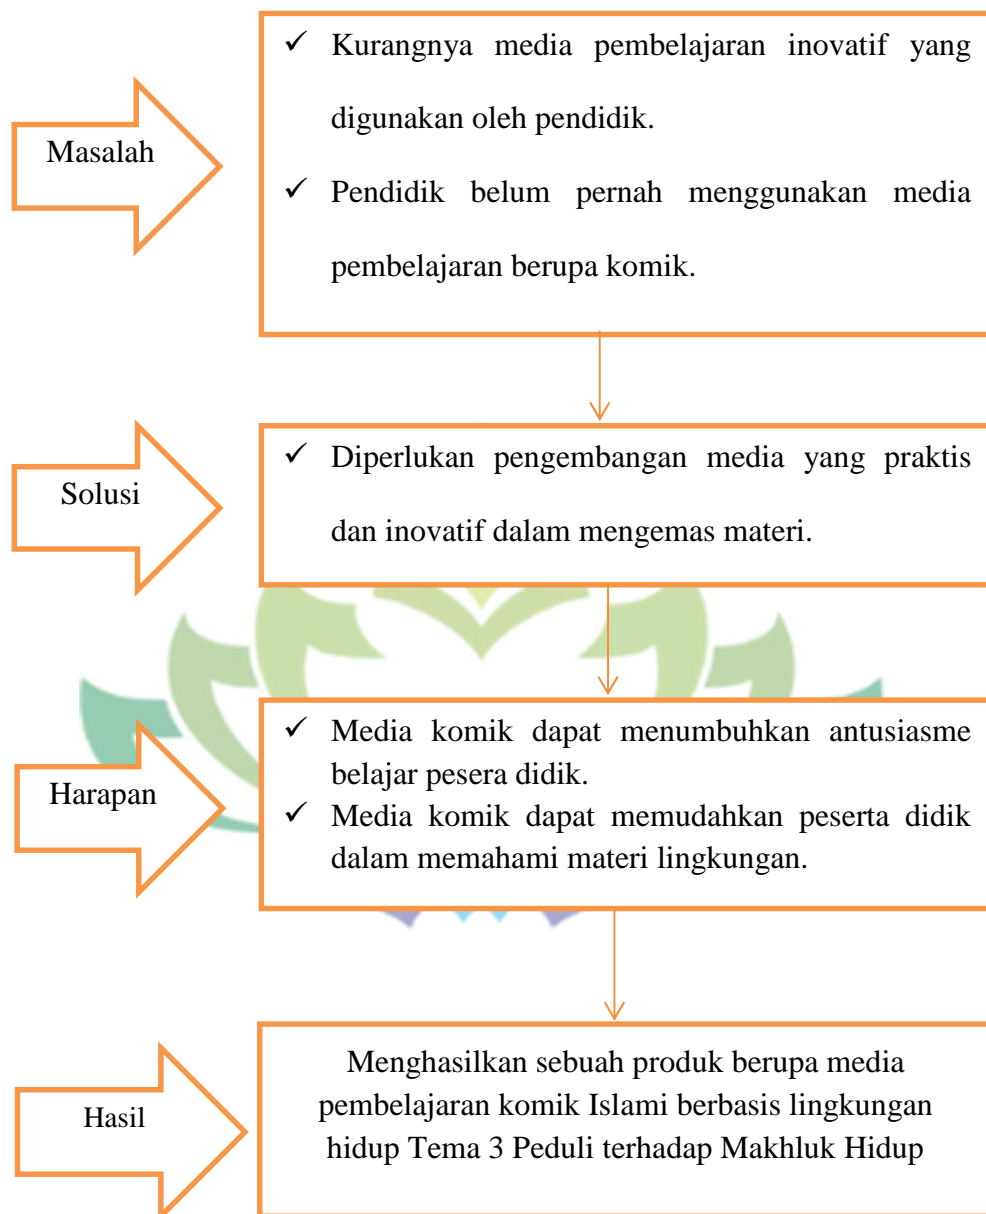 Masalah
✓ Kurangnya media pembelajaran inovatif yang
digunakan oleh pendidik.
✓ Pendidik belum pernah menggunakan media
pembelajaran berupa komik.
Solusi
✓ Diperlukan pengembangan media yang praktis
dan inovatif dalam mengemas materi.
Harapan
✓ Media komik dapat menumbuhkan antusiasme
belajar pesera didik.
✓ Media komik dapat memudahkan peserta didik
dalam memahami materi lingkungan.
Hasil
Menghasilkan sebuah produk berupa media
pembelajaran komik Islami berbasis lingkungan
hidup Tema 3 Peduli terhadap Makhluk Hidup